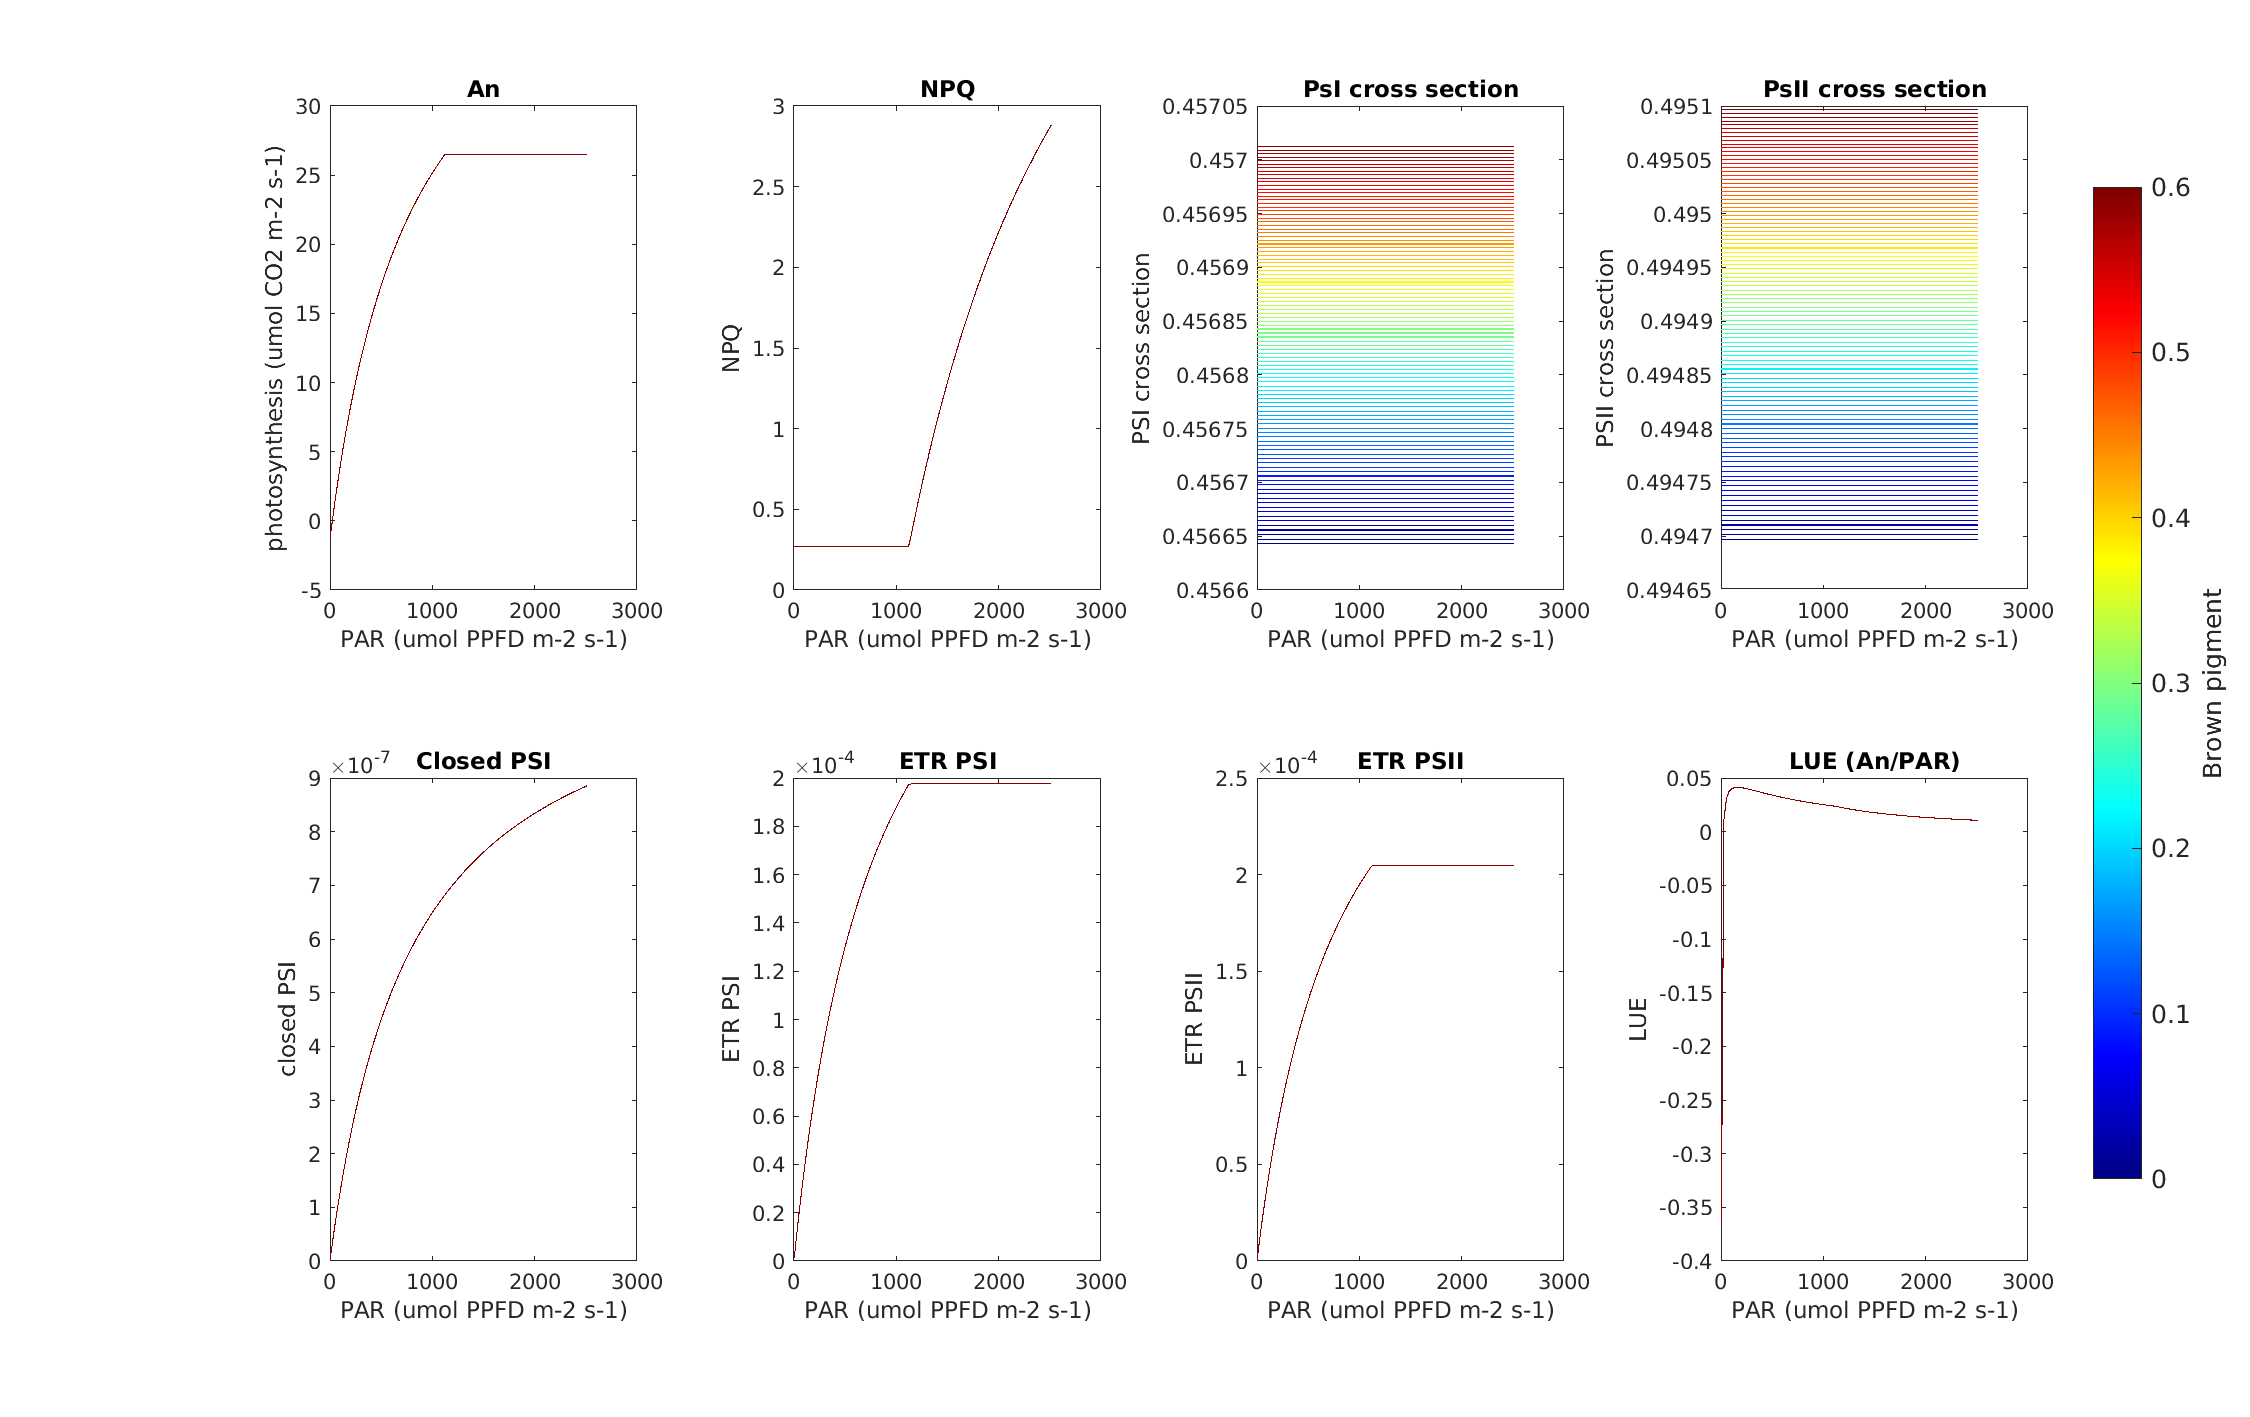 An
30
25
20
15
10
5
0
-5
photosynthesis (umol CO2 m-2 s-1)
0 1000 2000 3000
PAR (umol PPFD m-2 s-1)
NPQ
3
2.5
2
1.5
1
0.5
0
NPQ
0 1000 2000 3000
PAR (umol PPFD m-2 s-1)
PsI cross section
0.45705
0.457
0.45695
0.4569
0.45685
0.4568
0.45675
0.4567
0.45665
0.4566
PSI cross section
0 1000 2000 3000
PAR (umol PPFD m-2 s-1)
PsII cross section
0.4951
0.49505
0.495
0.49495
0.4949
0.49485
0.4948
0.49475
0.4947
0.49465
PSII cross section
0 1000 2000 3000
PAR (umol PPFD m-2 s-1)
Closed PSI
×10-7
9
8
7
6
5
4
3
2
1
0
closed PSI
0 1000 2000 3000
PAR (umol PPFD m-2 s-1)
ETR PSI
×10-4
2
1.8
1.6
1.4
1.2
1
0.8
0.6
0.4
0.2
0
ETR PSI
0 1000 2000 3000
PAR (umol PPFD m-2 s-1)
ETR PSII
×10-4
2.5
2
1.5
1
0.5
0
ETR PSII
0 1000 2000 3000
PAR (umol PPFD m-2 s-1)
LUE (An/PAR)
0.05
0
-0.05
-0.1
-0.15
-0.2
-0.25
-0.3
-0.35
-0.4
LUE
0 1000 2000 3000
PAR (umol PPFD m-2 s-1)
0.6
0.5
0.4
0.3
0.2
0.1
0
Brown pigment